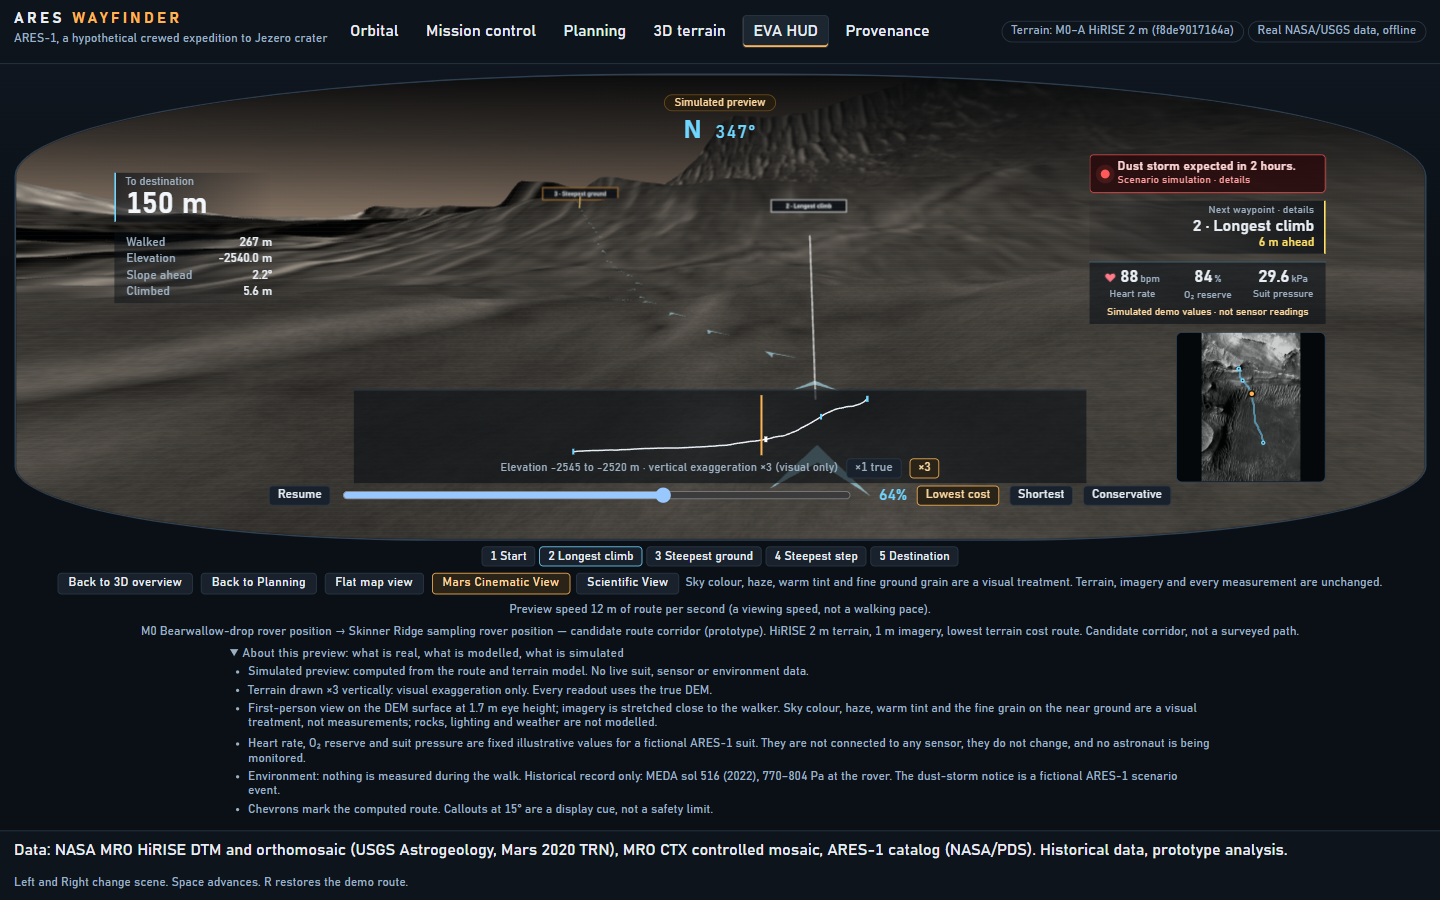 ARES WAYFINDER
ARES-1, a hypothetical crewed expedition to Jezero crater
Orbital
Mission control
Planning
3D terrain
EVA HUD
Provenance
Terrain: M0-A HiRISE 2 m (f8de9017164a)
Real NASA/USGS data, offline
Simulated preview
N 347°
To destination
150 m
Walked 267 m
Elevation -2540.0 m
Slope ahead 2.2°
Climbed 5.6 m
3 · Steepest ground
2 · Longest climb
Dust storm expected in 2 hours.
Scenario simulation · details
Next waypoint · details
2 · Longest climb
6 m ahead
88 bpm
Heart rate
84 %
O₂ reserve
29.6 kPa
Suit pressure
Simulated demo values · not sensor readings
Elevation -2545 to -2520 m · vertical exaggeration ×3 (visual only)
×1 true
×3
Resume
64%
Lowest cost
Shortest
Conservative
1 Start
2 Longest climb
3 Steepest ground
4 Steepest step
5 Destination
Back to 3D overview
Back to Planning
Flat map view
Mars Cinematic View
Scientific View
Sky colour, haze, warm tint and fine ground grain are a visual treatment. Terrain, imagery and every measurement are unchanged.
Preview speed 12 m of route per second (a viewing speed, not a walking pace).
M0 Bearwallow-drop rover position → Skinner Ridge sampling rover position — candidate route corridor (prototype). HiRISE 2 m terrain, 1 m imagery, lowest terrain cost route. Candidate corridor, not a surveyed path.
▼ About this preview: what is real, what is modelled, what is simulated
• Simulated preview: computed from the route and terrain model. No live suit, sensor or environment data.
• Terrain drawn ×3 vertically: visual exaggeration only. Every readout uses the true DEM.
• First-person view on the DEM surface at 1.7 m eye height; imagery is stretched close to the walker. Sky colour, haze, warm tint and the fine grain on the near ground are a visual
treatment, not measurements; rocks, lighting and weather are not modelled.
• Heart rate, O₂ reserve and suit pressure are fixed illustrative values for a fictional ARES-1 suit. They are not connected to any sensor, they do not change, and no astronaut is being
monitored.
• Environment: nothing is measured during the walk. Historical record only: MEDA sol 516 (2022), 770–804 Pa at the rover. The dust-storm notice is a fictional ARES-1 scenario
event.
• Chevrons mark the computed route. Callouts at 15° are a display cue, not a safety limit.
Data: NASA MRO HiRISE DTM and orthomosaic (USGS Astrogeology, Mars 2020 TRN), MRO CTX controlled mosaic, ARES-1 catalog (NASA/PDS). Historical data, prototype analysis.
Left and Right change scene. Space advances. R restores the demo route.